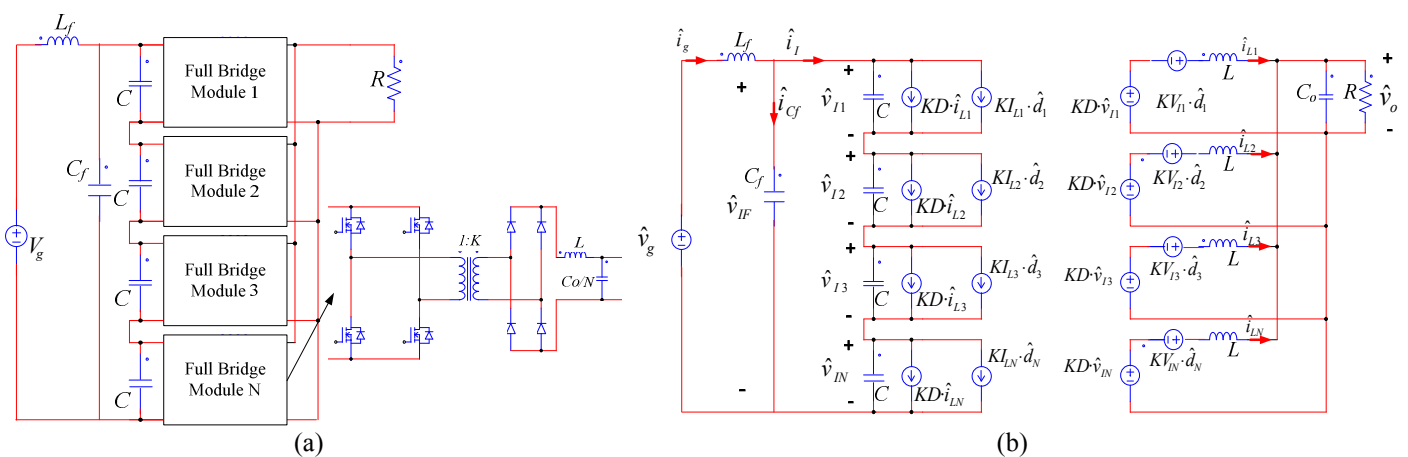 L_f
Full Bridge
Module 1
C
R
Full Bridge
Module 2
C_f
C
V_g
Full Bridge
Module 3
C
1:K
L
Co/N
Full Bridge
Module N
C
(a)
î_g
L_f
î_I
î_Cf
v̂_I1
C
KD·î_L1
KI_L1·d̂_1
C_f
v̂_IF
v̂_g
v̂_I2
C
KD·î_L2
KI_L2·d̂_2
v̂_I3
C
KD·î_L3
KI_L3·d̂_3
v̂_IN
C
KD·î_LN
KI_LN·d̂_N
KD·v̂_I1
KV_I1·d̂_1
L
î_L1
C_o
R
v̂_o
KD·v̂_I2
KV_I2·d̂_2
L
î_L2
KD·v̂_I3
KV_I3·d̂_3
L
î_L3
KD·v̂_IN
KV_IN·d̂_N
L
î_LN
(b)